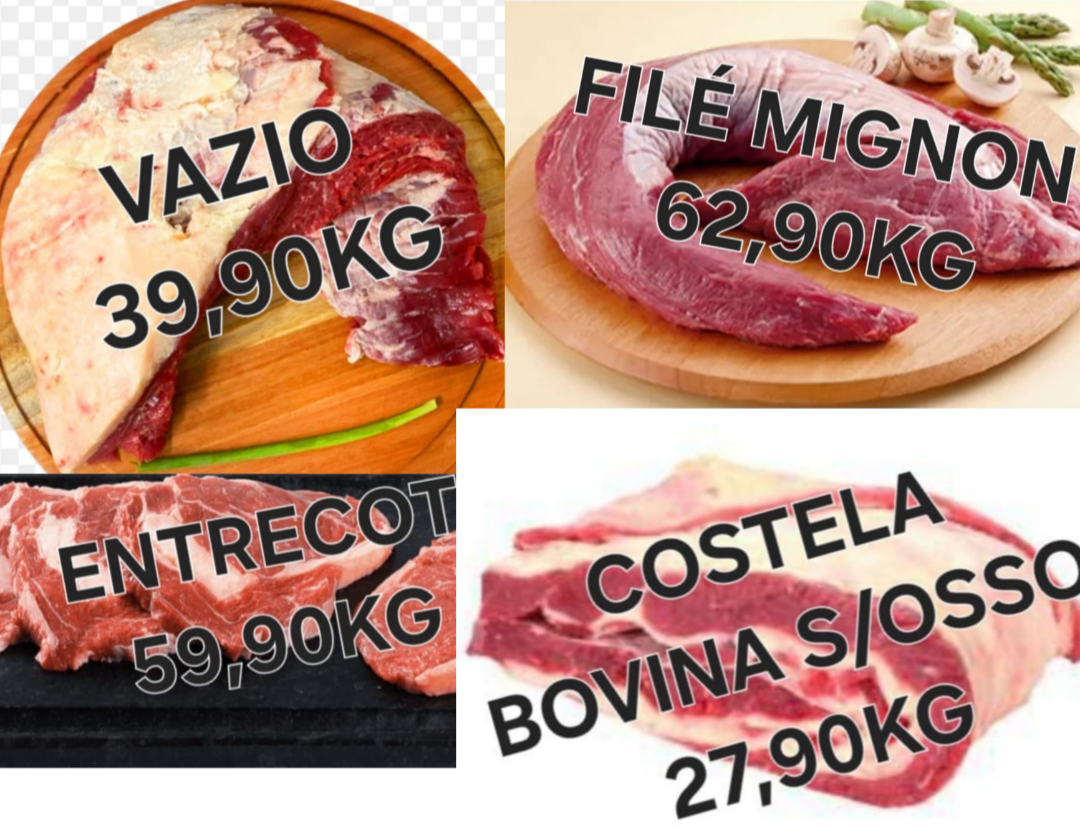 VAZIO
39,90KG
FILÉ MIGNON
62,90KG
ENTRECOT
59,90KG
COSTELA
BOVINA S/OSSO
27,90KG